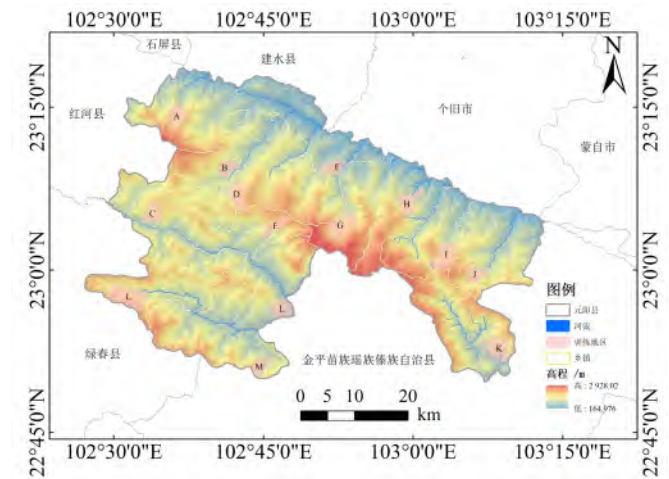 102°30′0″E 102°45′0″E 103°0′0″E 103°15′0″E
石屏县
建水县
N
23°15′0″N
23°15′0″N
红河县
个旧市
A
蒙自市
B
F
D
H
C
E
G
23°0′0″N
23°0′0″N
I
J
图例
L
元阳县
L
河流
训练地区
乡镇
K
绿春县
M
金平苗族瑶族傣族自治县
高程 /m
高 : 2 928.02
低 : 164.976
0 5 10 20
km
22°45′0″N
22°45′0″N
102°30′0″E 102°45′0″E 103°0′0″E 103°15′0″E